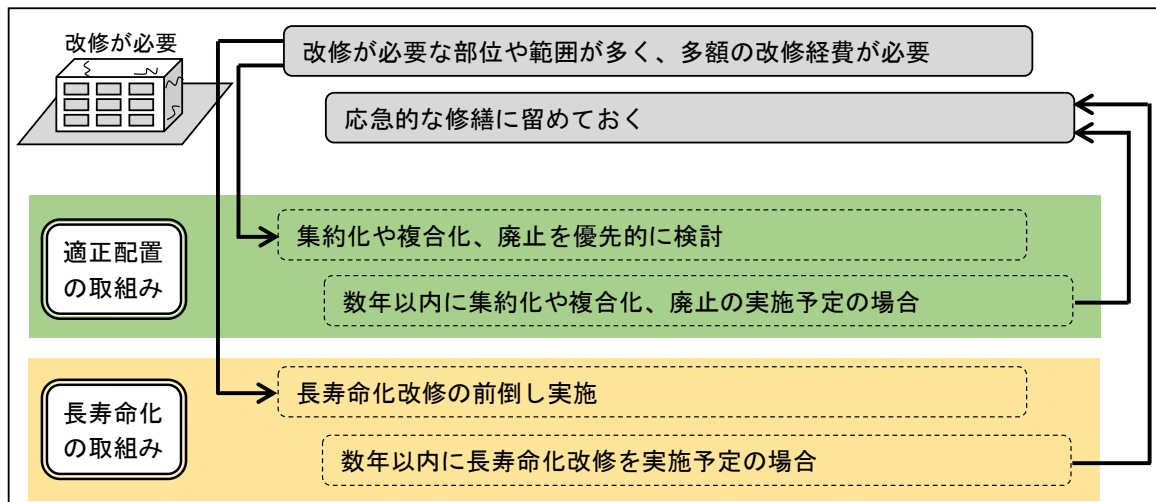 改修が必要
改修が必要な部位や範囲が多く、多額の改修経費が必要
応急的な修繕に留めておく
適正配置
の取組み
集約化や複合化、廃止を優先的に検討
数年以内に集約化や複合化、廃止の実施予定の場合
長寿命化
の取組み
長寿命化改修の前倒し実施
数年以内に長寿命化改修を実施予定の場合